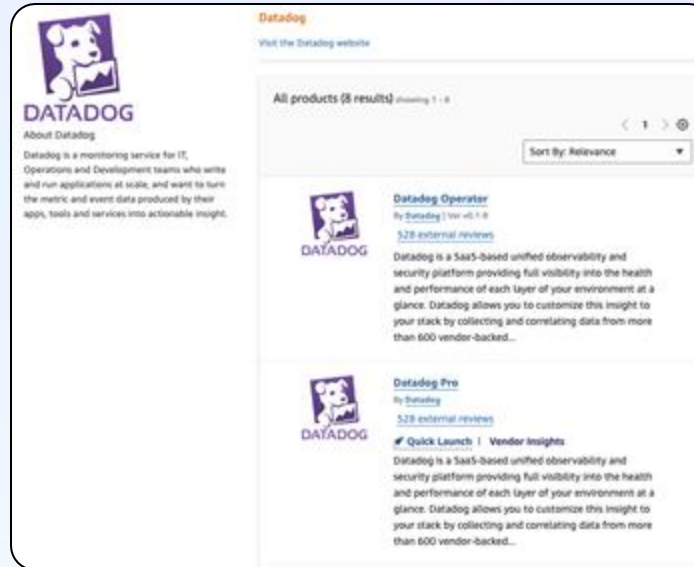 DATADOG
About Datadog
Datadog is a monitoring service for IT,
Operations and Development teams who write
and run applications at scale, and want to turn
the metric and event data produced by their
apps, tools and services into actionable insight.
Datadog
Visit the Datadog website
All products (8 results) showing 1 - 8
1
Sort By: Relevance
DATADOG
Datadog Operator
By Datadog | Ver v0.1.9
528 external reviews
Datadog is a SaaS-based unified observability and
security platform providing full visibility into the health
and performance of each layer of your environment at a
glance. Datadog allows you to customize this insight to
your stack by collecting and correlating data from more
than 600 vendor-backed...
DATADOG
Datadog Pro
By Datadog
528 external reviews
Quick Launch | Vendor Insights
Datadog is a SaaS-based unified observability and
security platform providing full visibility into the health
and performance of each layer of your environment at a
glance. Datadog allows you to customize this insight to
your stack by collecting and correlating data from more
than 600 vendor-backed...